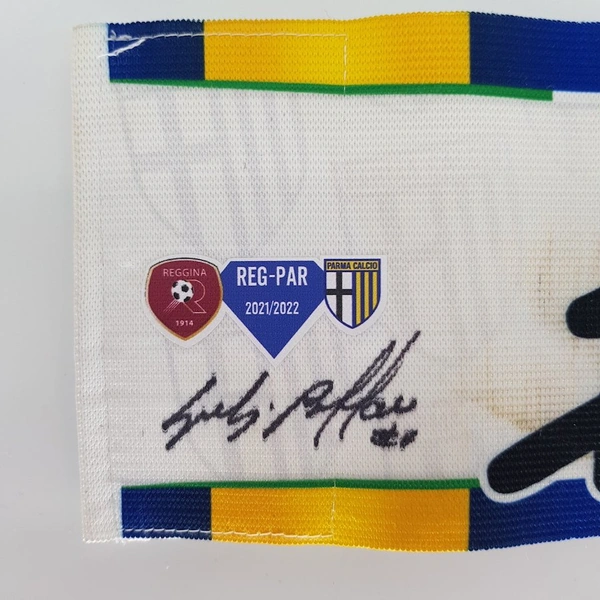 REGGINA
1914
REG-PAR
2021/2022
PARMA CALCIO